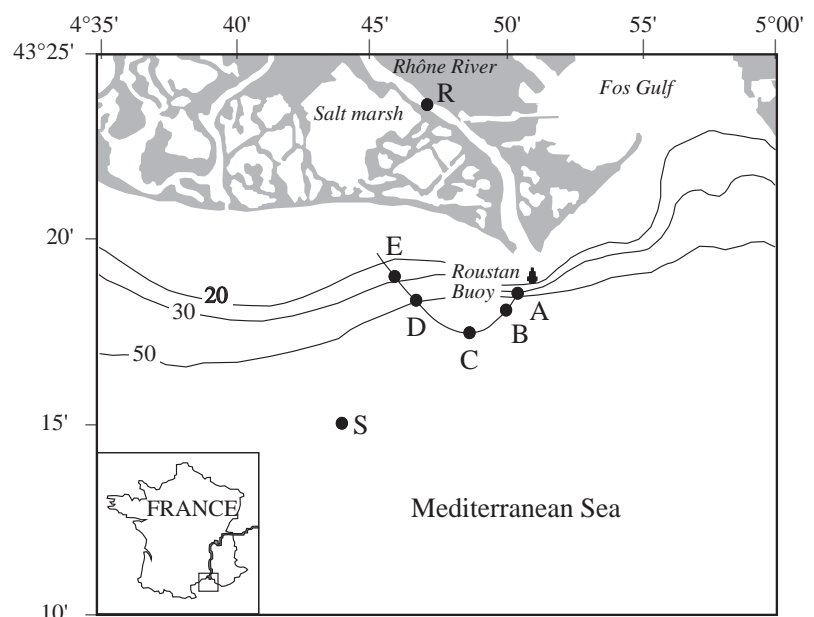 4°35' 40' 45' 50' 55' 5°00'
43°25'
Rhône River
R
Fos Gulf
Salt marsh
20'
E
Roustan
20
Buoy
30
A
D
B
C
50
15'
S
FRANCE
Mediterranean Sea
10'